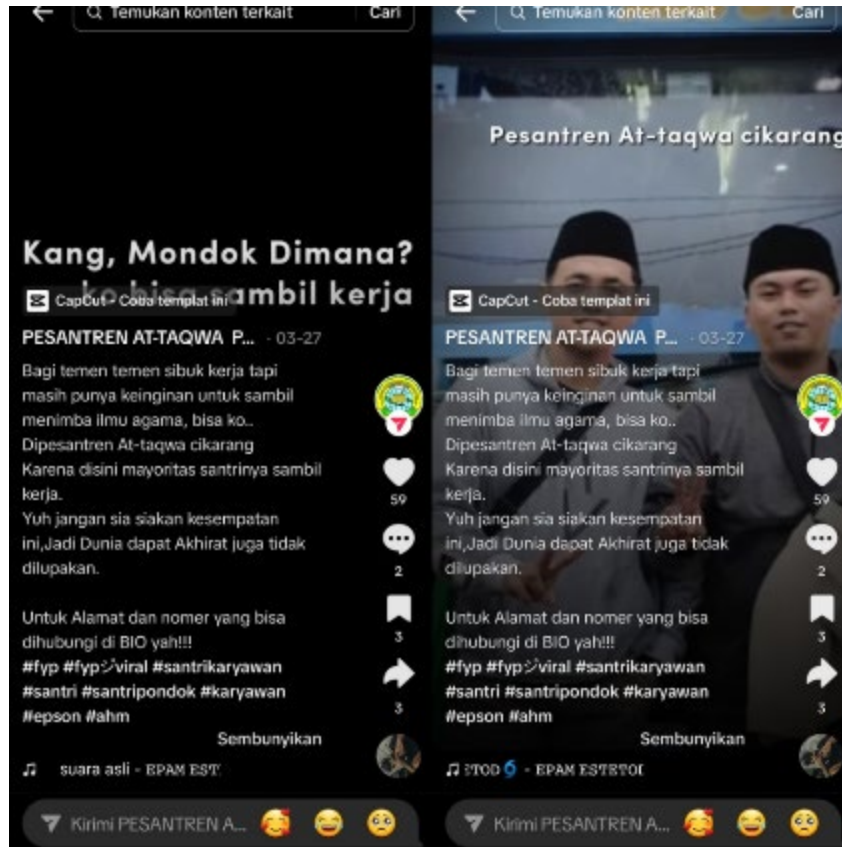 Temukan konten terkait
Cari
Kang, Mondok Dimana?
ko bisa sambil kerja
CapCut - Coba templat ini
PESANTREN AT-TAQWA P... · 03-27
Bagi temen temen sibuk kerja tapi
masih punya keinginan untuk sambil
menimba ilmu agama, bisa ko..
Dipesantren At-taqwa cikarang
Karena disini mayoritas santrinya sambil
kerja.
Yuh jangan sia siakan kesempatan
ini,Jadi Dunia dapat Akhirat juga tidak
dilupakan.
Untuk Alamat dan nomer yang bisa
dihubungi di BIO yah!!!
#fyp #fypジviral #santrikaryawan
#santri #santripondok #karyawan
#epson #ahm
Sembunyikan
suara asli - EPAM EST
59
2
3
3
Kirimi PESANTREN A...
Temukan konten terkait
Cari
Pesantren At-taqwa cikarang
CapCut - Coba templat ini
PESANTREN AT-TAQWA P... · 03-27
Bagi temen temen sibuk kerja tapi
masih punya keinginan untuk sambil
menimba ilmu agama, bisa ko..
Dipesantren At-taqwa cikarang
Karena disini mayoritas santrinya sambil
kerja.
Yuh jangan sia siakan kesempatan
ini,Jadi Dunia dapat Akhirat juga tidak
dilupakan.
Untuk Alamat dan nomer yang bisa
dihubungi di BIO yah!!!
#fyp #fypジviral #santrikaryawan
#santri #santripondok #karyawan
#epson #ahm
Sembunyikan
- EPAM ESTETOD
59
2
3
3
Kirimi PESANTREN A...